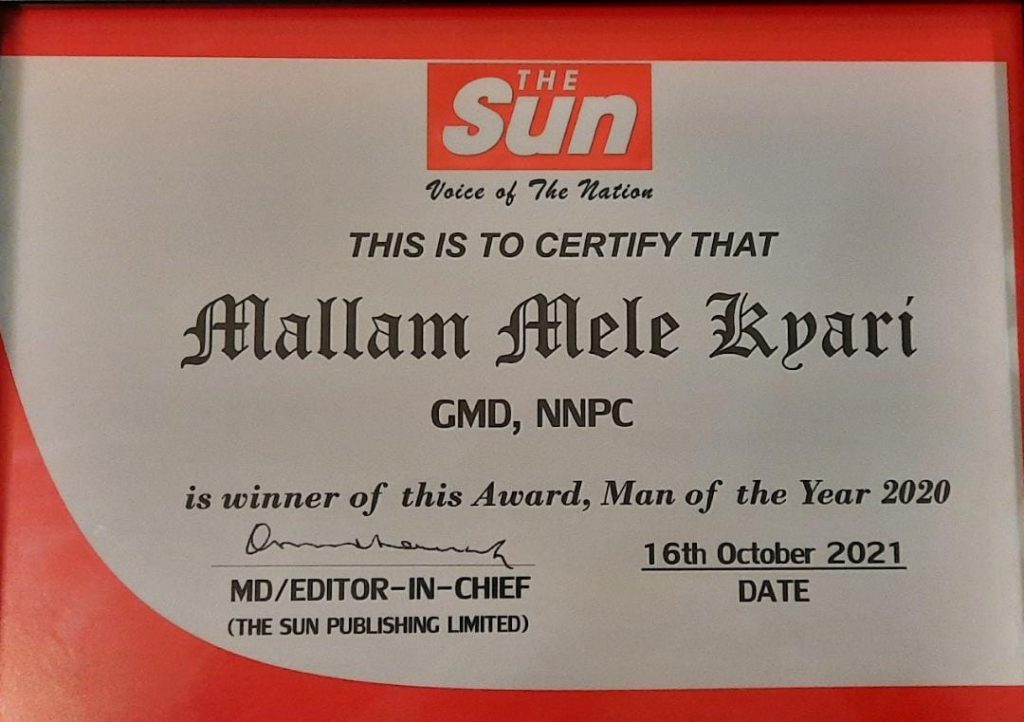 THE
Sun
Voice of The Nation
THIS IS TO CERTIFY THAT
Mallam Mele Kyari
GMD, NNPC
is winner of this Award, Man of the Year 2020
16th October 2021
MD/EDITOR-IN-CHIEF
DATE
(THE SUN PUBLISHING LIMITED)